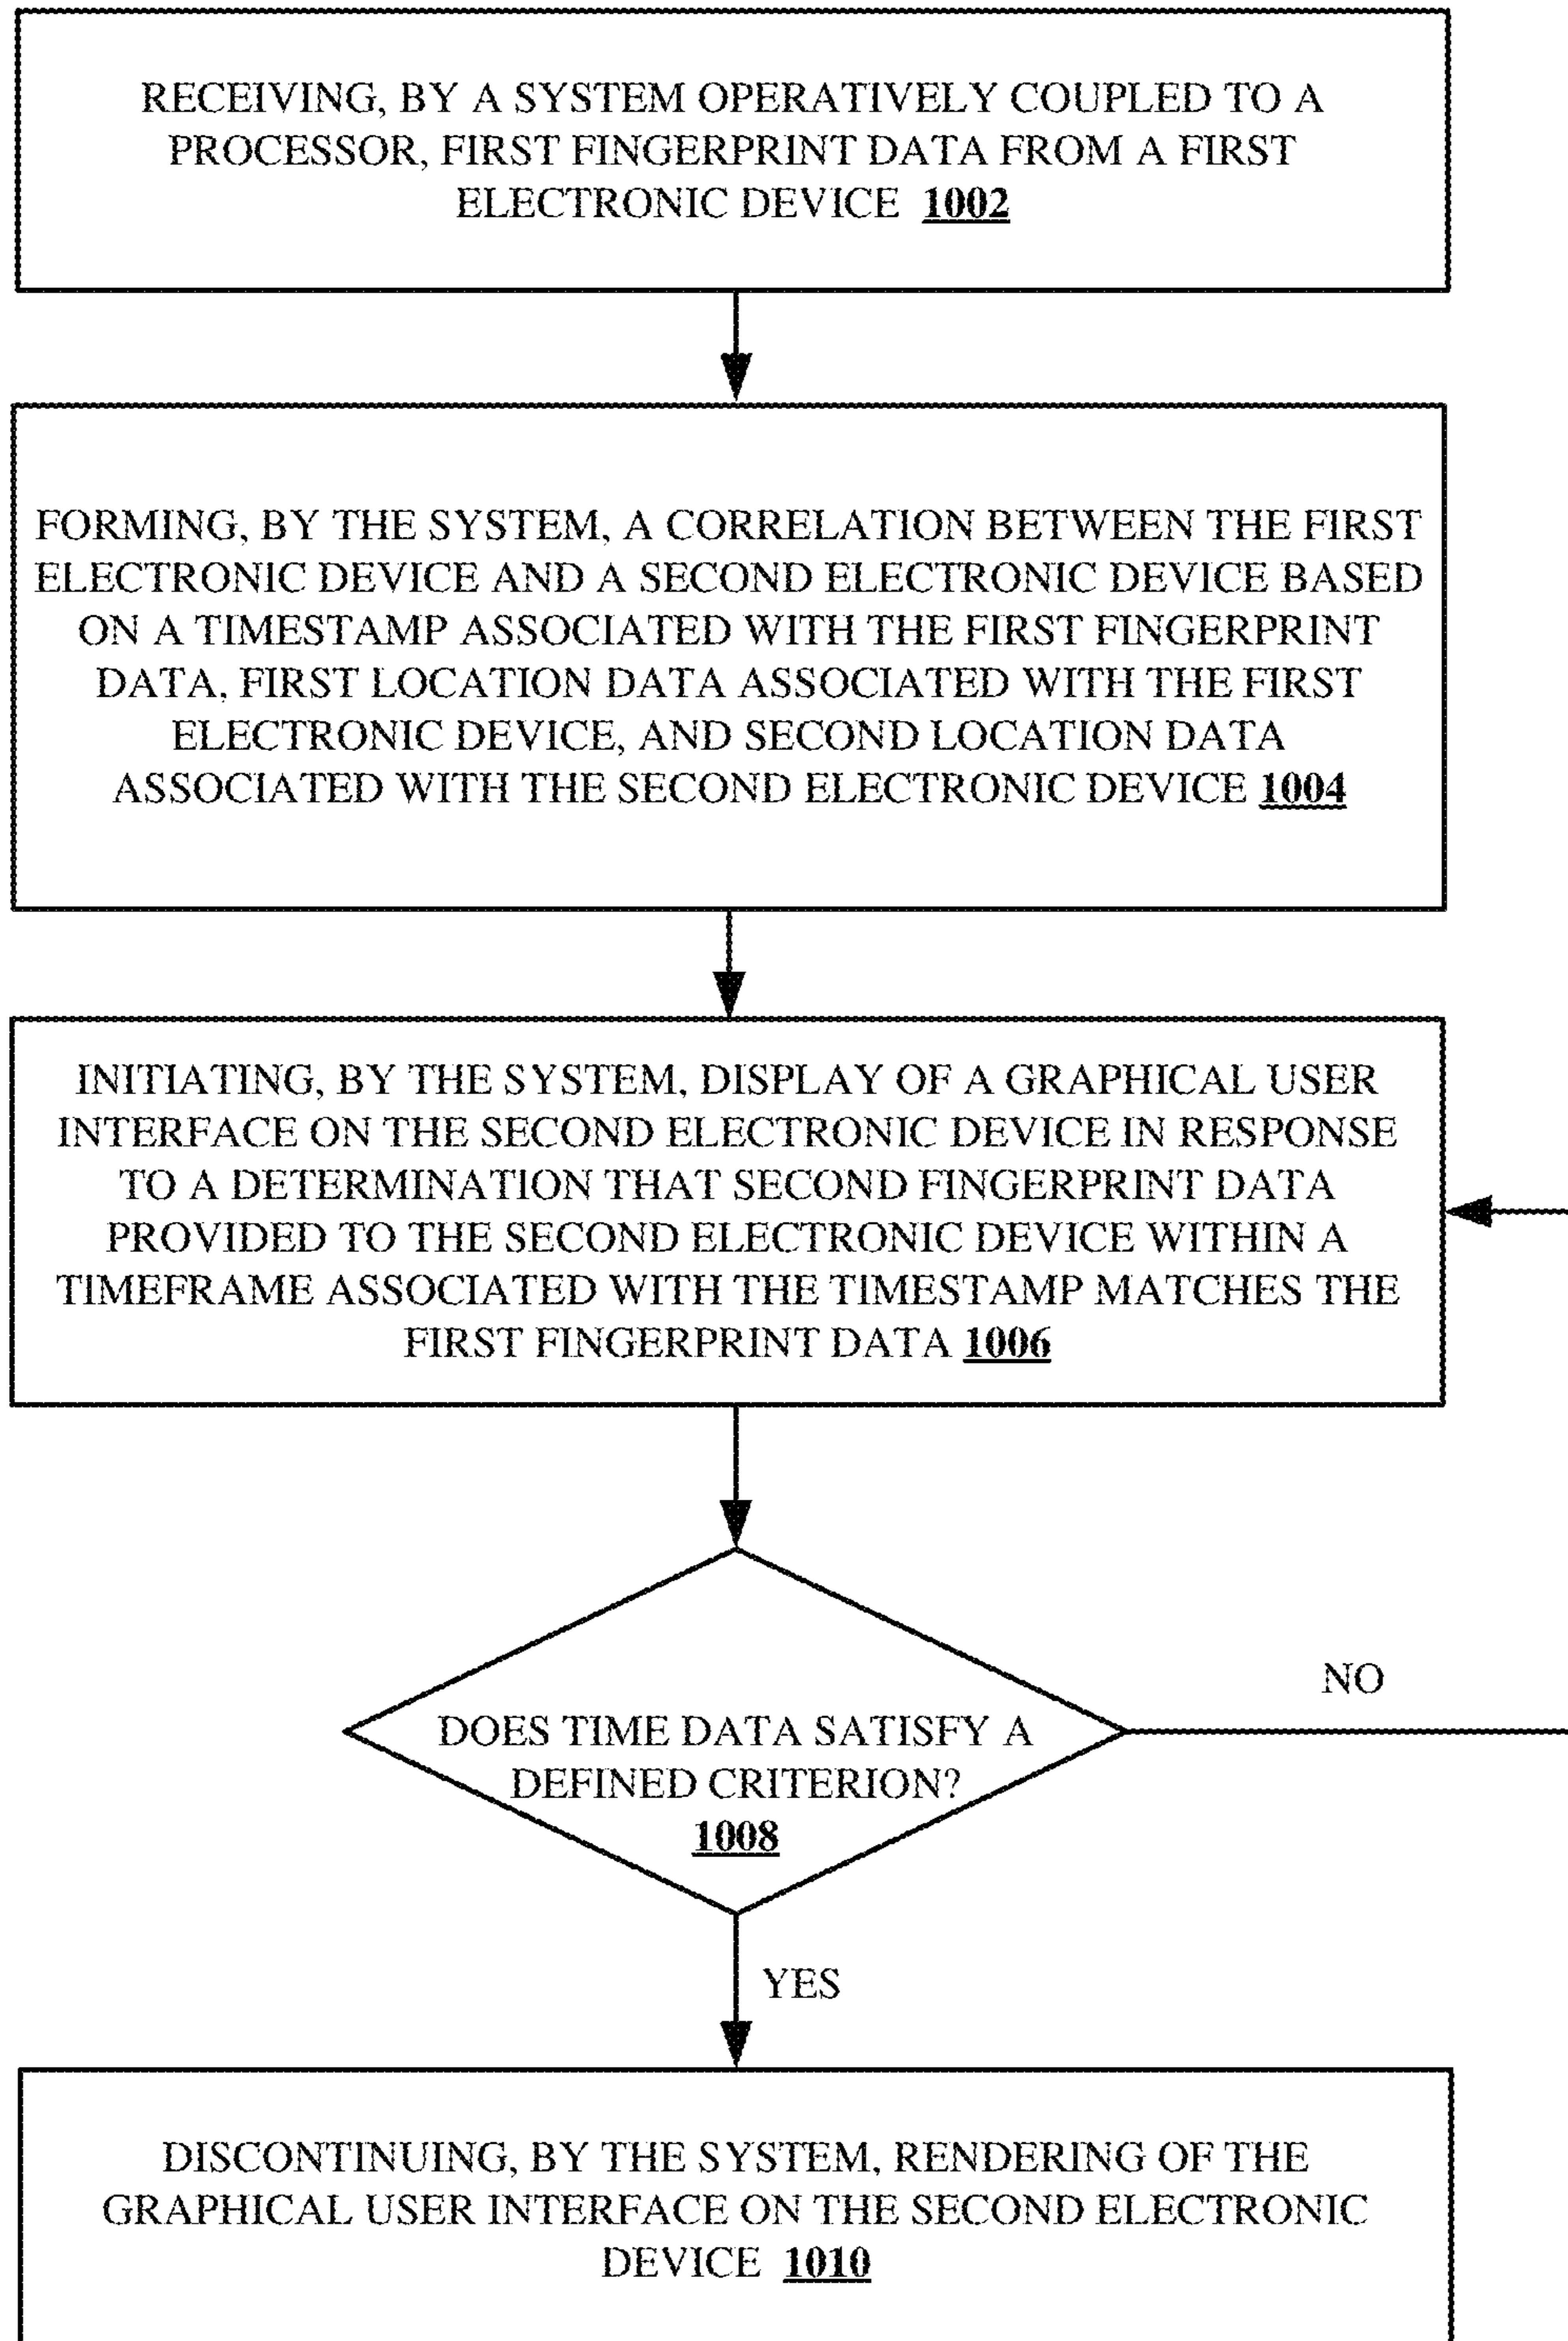 RECEIVING, BY A SYSTEM OPERATIVELY COUPLED TO A
PROCESSOR, FIRST FINGERPRINT DATA FROM A FIRST
ELECTRONIC DEVICE 1002
FORMING, BY THE SYSTEM, A CORRELATION BETWEEN THE FIRST
ELECTRONIC DEVICE AND A SECOND ELECTRONIC DEVICE BASED
ON A TIMESTAMP ASSOCIATED WITH THE FIRST FINGERPRINT
DATA, FIRST LOCATION DATA ASSOCIATED WITH THE FIRST
ELECTRONIC DEVICE, AND SECOND LOCATION DATA
ASSOCIATED WITH THE SECOND ELECTRONIC DEVICE 1004
INITIATING, BY THE SYSTEM, DISPLAY OF A GRAPHICAL USER
INTERFACE ON THE SECOND ELECTRONIC DEVICE IN RESPONSE
TO A DETERMINATION THAT SECOND FINGERPRINT DATA
PROVIDED TO THE SECOND ELECTRONIC DEVICE WITHIN A
TIMEFRAME ASSOCIATED WITH THE TIMESTAMP MATCHES THE
FIRST FINGERPRINT DATA 1006
NO
DOES TIME DATA SATISFY A
DEFINED CRITERION?
1008
YES
DISCONTINUING, BY THE SYSTEM, RENDERING OF THE
GRAPHICAL USER INTERFACE ON THE SECOND ELECTRONIC
DEVICE 1010